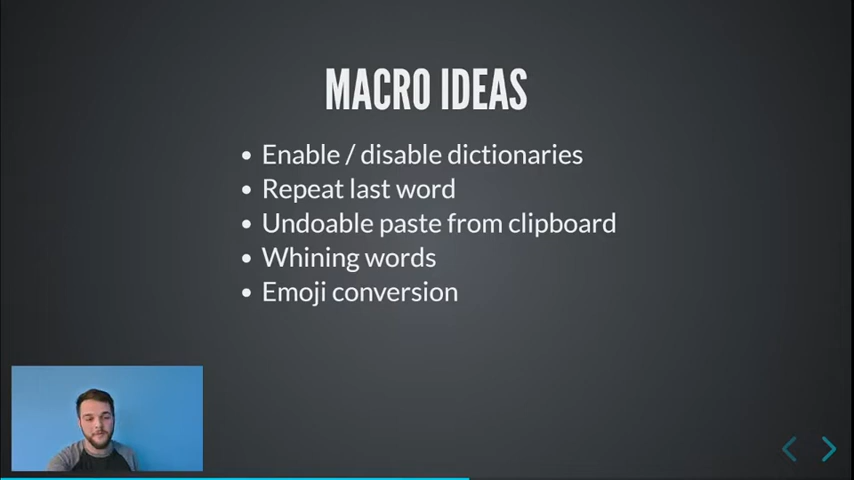 MACRO IDEAS
• Enable / disable dictionaries
• Repeat last word
• Undoable paste from clipboard
• Whining words
• Emoji conversion